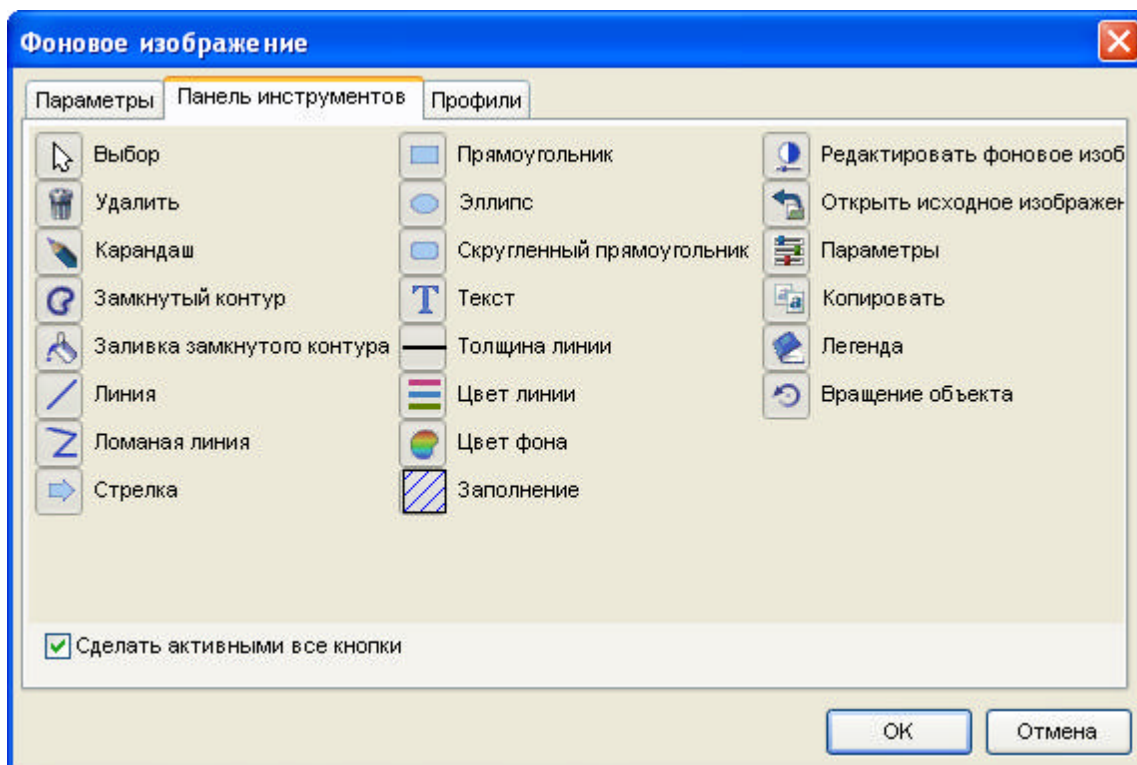 Фоновое изображение
Параметры Панель инструментов Профили
Выбор Прямоугольник Редактировать фоновое изоб
Удалить Эллипс Открыть исходное изображен
Карандаш Скругленный прямоугольник Параметры
Замкнутый контур Текст Копировать
Заливка замкнутого контура Толщина линии Легенда
Линия Цвет линии Вращение объекта
Ломаная линия Цвет фона
Стрелка Заполнение
Сделать активными все кнопки
OK Отмена